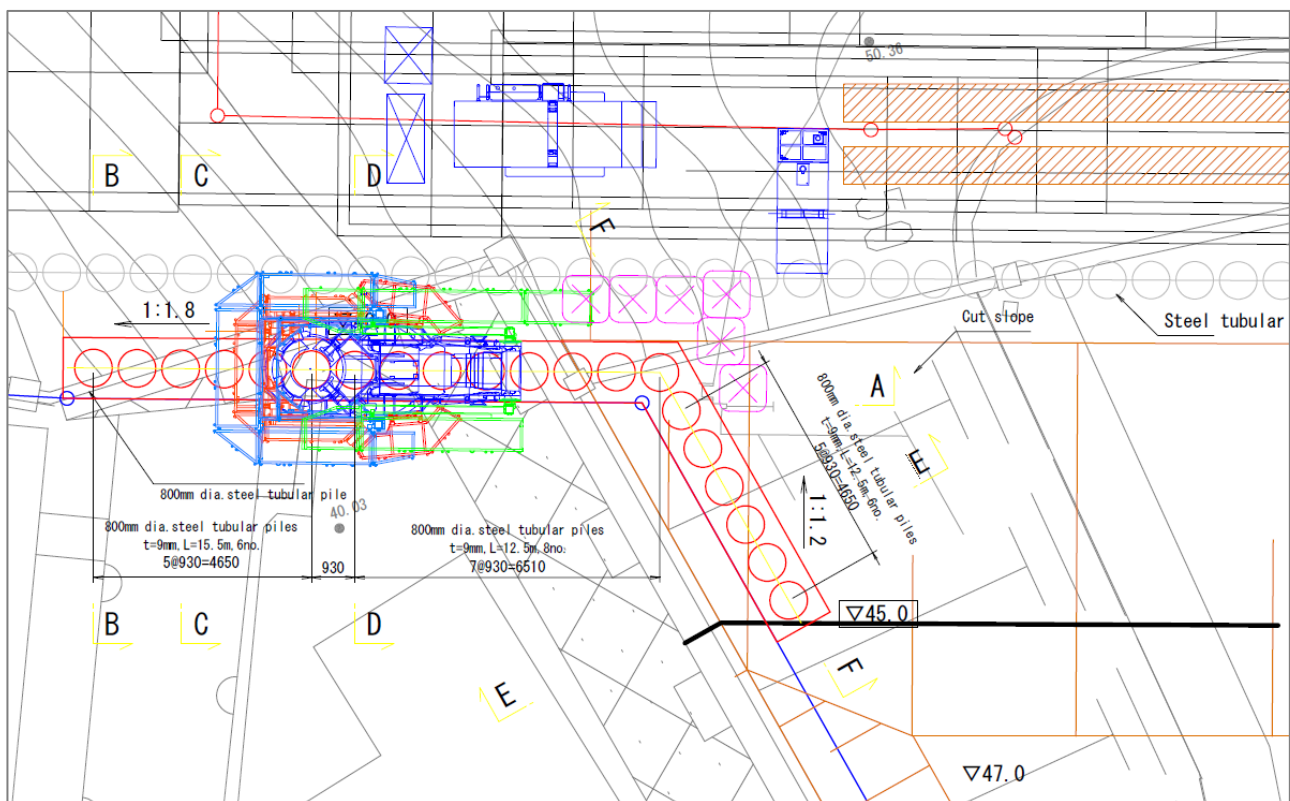 50.36
B
C
D
F
1:1.8
Cut slope
Steel tubular
A
800mm dia.steel tubular piles
t=9mm,L=12.5m,6no.
5@930=4650
E
1:1.2
800mm dia.steel tubular pile
40.03
800mm dia.steel tubular piles
t=9mm,L=15.5m,6no.
5@930=4650
930
800mm dia.steel tubular piles
t=9mm,L=12.5m,8no.
7@930=6510
B
C
D
▽45.0
E
F
▽47.0